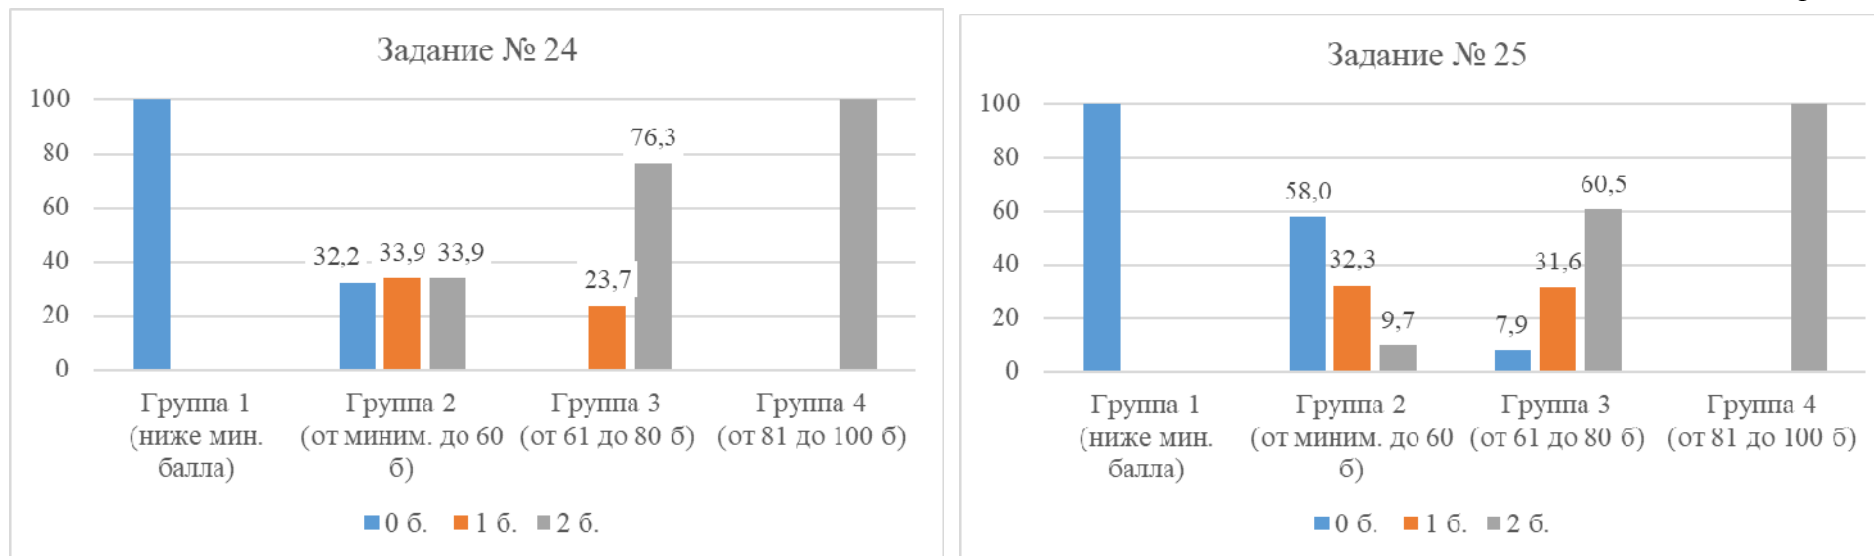 Задание № 24
100
80
60
40
20
0
32,2
33,9
33,9
23,7
76,3
Группа 1
(ниже мин.
балла)
Группа 2
(от миним. до 60
б)
Группа 3
(от 61 до 80 б)
Группа 4
(от 81 до 100 б)
0 б.
1 б.
2 б.
Задание № 25
100
80
60
40
20
0
58,0
32,3
9,7
7,9
31,6
60,5
Группа 1
(ниже мин.
балла)
Группа 2
(от миним. до 60
б)
Группа 3
(от 61 до 80 б)
Группа 4
(от 81 до 100 б)
0 б.
1 б.
2 б.